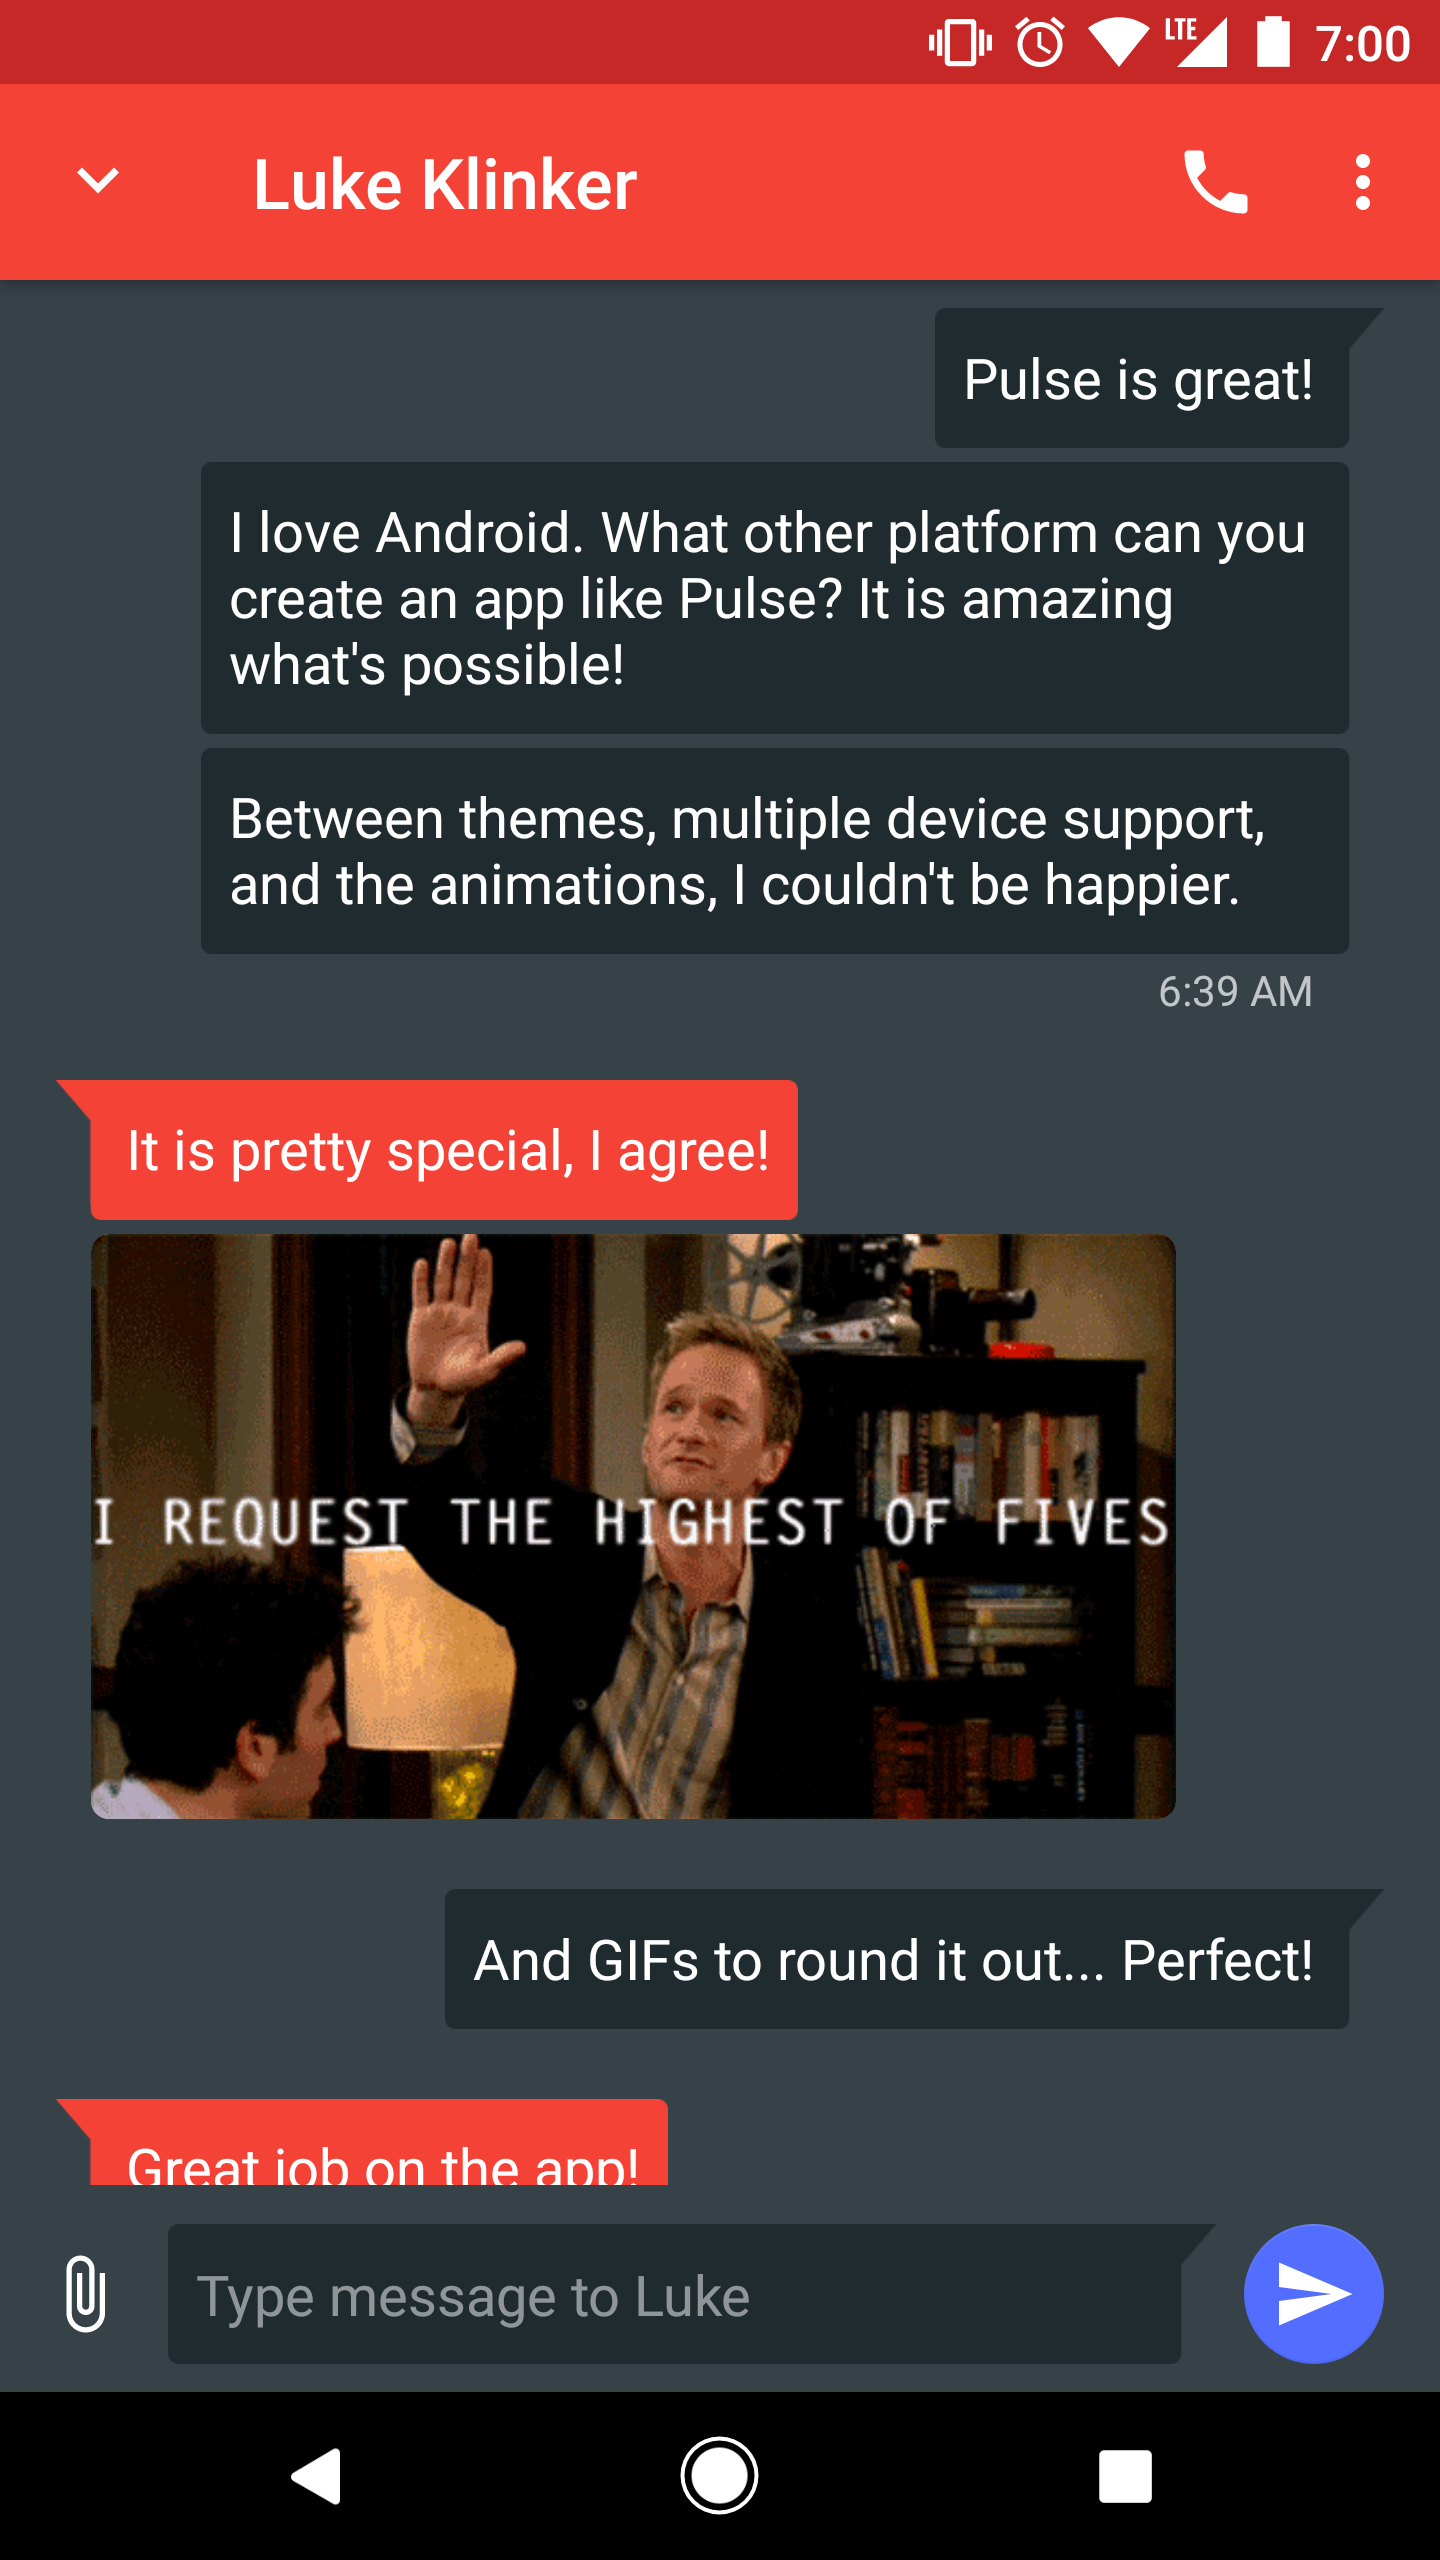 LTE 7:00
Luke Klinker
Pulse is great!
I love Android. What other platform can you
create an app like Pulse? It is amazing
what's possible!
Between themes, multiple device support,
and the animations, I couldn't be happier.
6:39 AM
It is pretty special, I agree!
I REQUEST THE HIGHEST OF FIVES
And GIFs to round it out... Perfect!
Great job on the app!
Type message to Luke